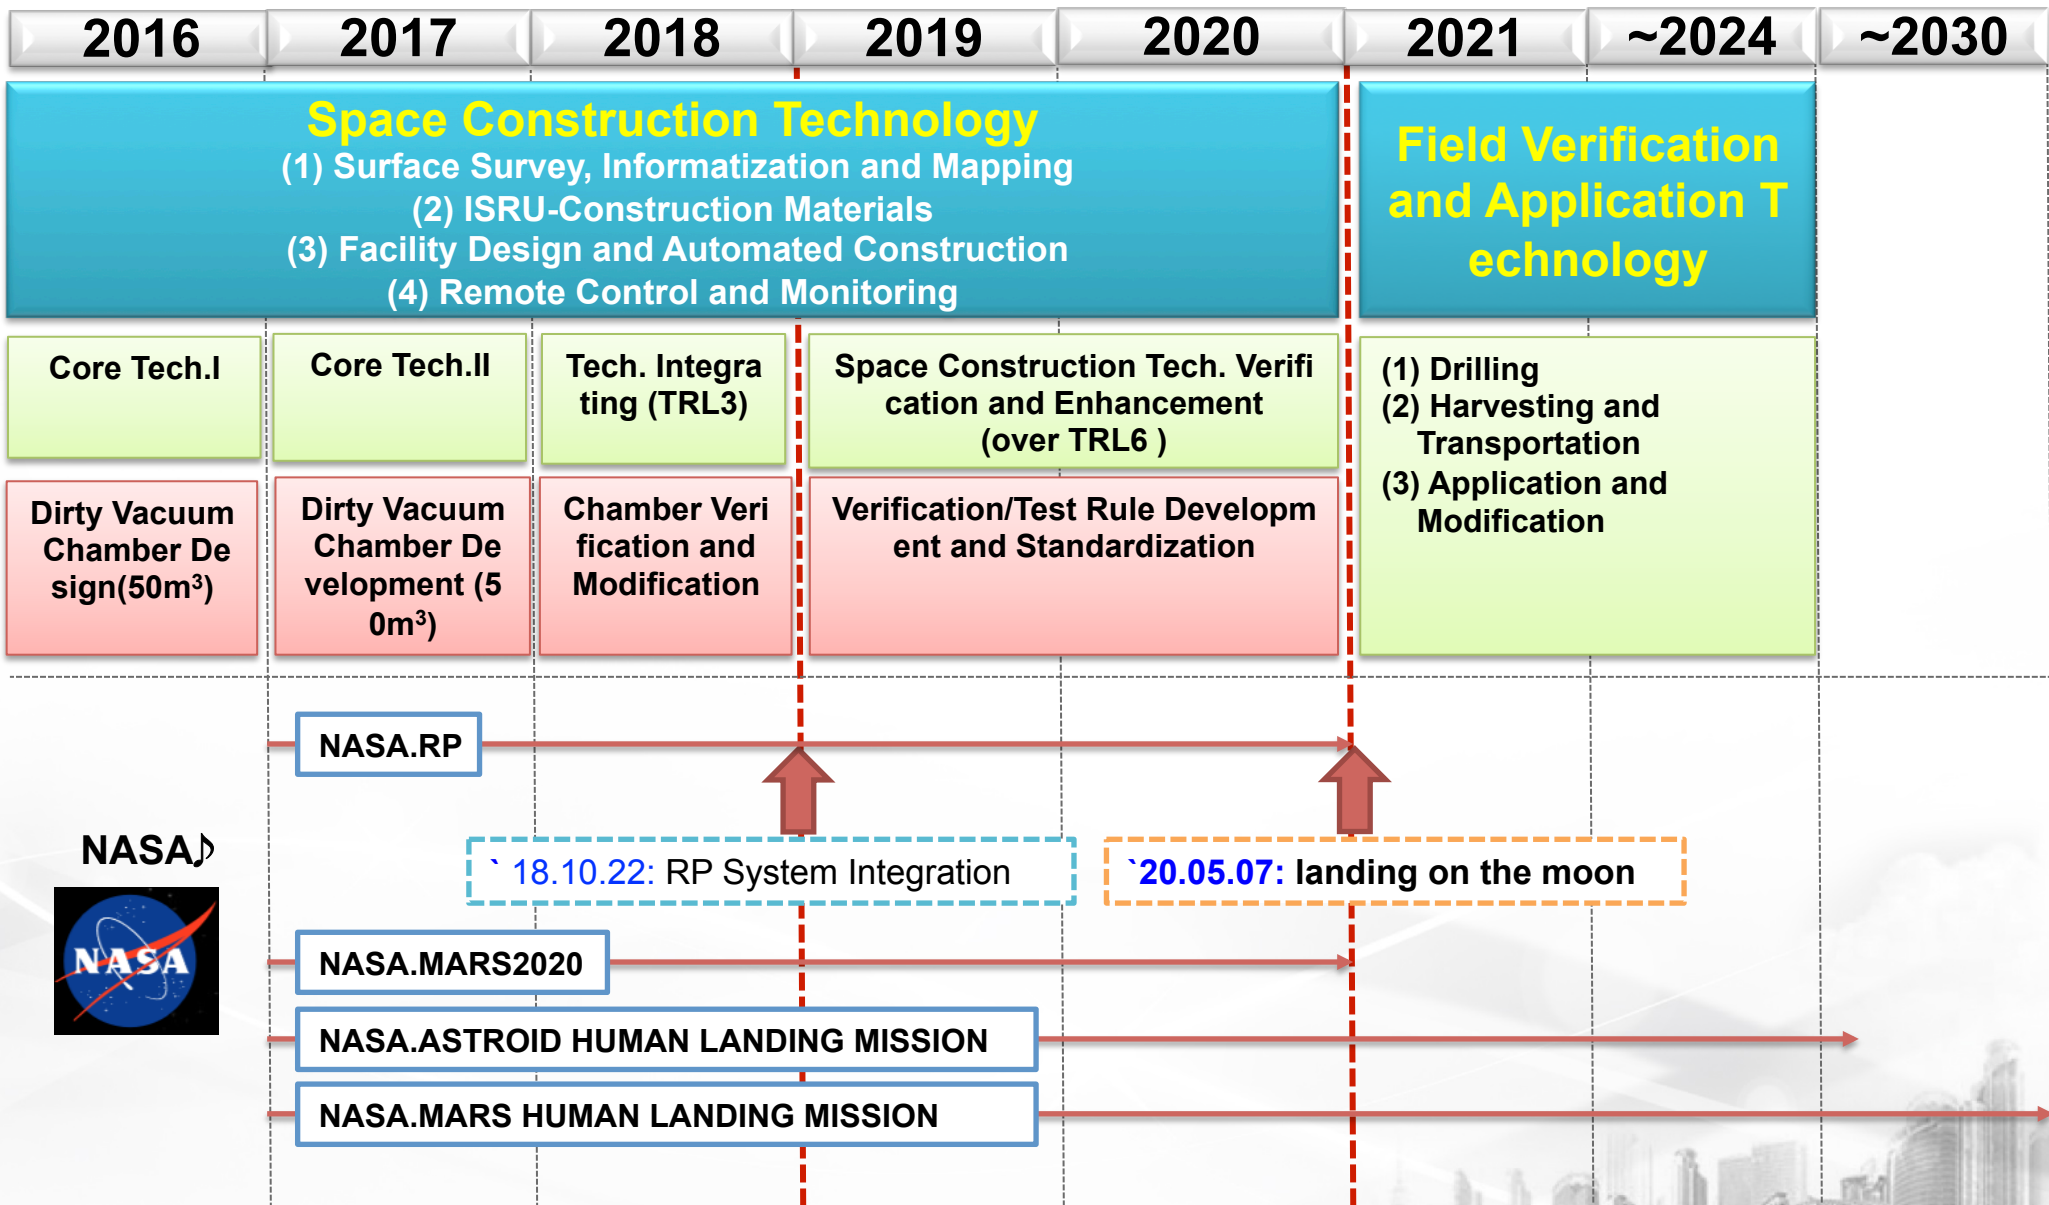 2016 2017 2018 2019 2020 2021 ~2024 ~2030
Space Construction Technology
(1) Surface Survey, Informatization and Mapping
(2) ISRU-Construction Materials
(3) Facility Design and Automated Construction
(4) Remote Control and Monitoring
Field Verification
and Application T
echnology
Core Tech.I
Core Tech.II
Tech. Integra
ting (TRL3)
Space Construction Tech. Verifi
cation and Enhancement
(over TRL6 )
(1) Drilling
(2) Harvesting and
Transportation
(3) Application and
Modification
Dirty Vacuum
Chamber De
sign(50m³)
Dirty Vacuum
Chamber De
velopment (5
0m³)
Chamber Veri
fication and
Modification
Verification/Test Rule Developm
ent and Standardization
NASA.RP
NASA♪
NASA
` 18.10.22: RP System Integration
`20.05.07: landing on the moon
NASA.MARS2020
NASA.ASTROID HUMAN LANDING MISSION
NASA.MARS HUMAN LANDING MISSION